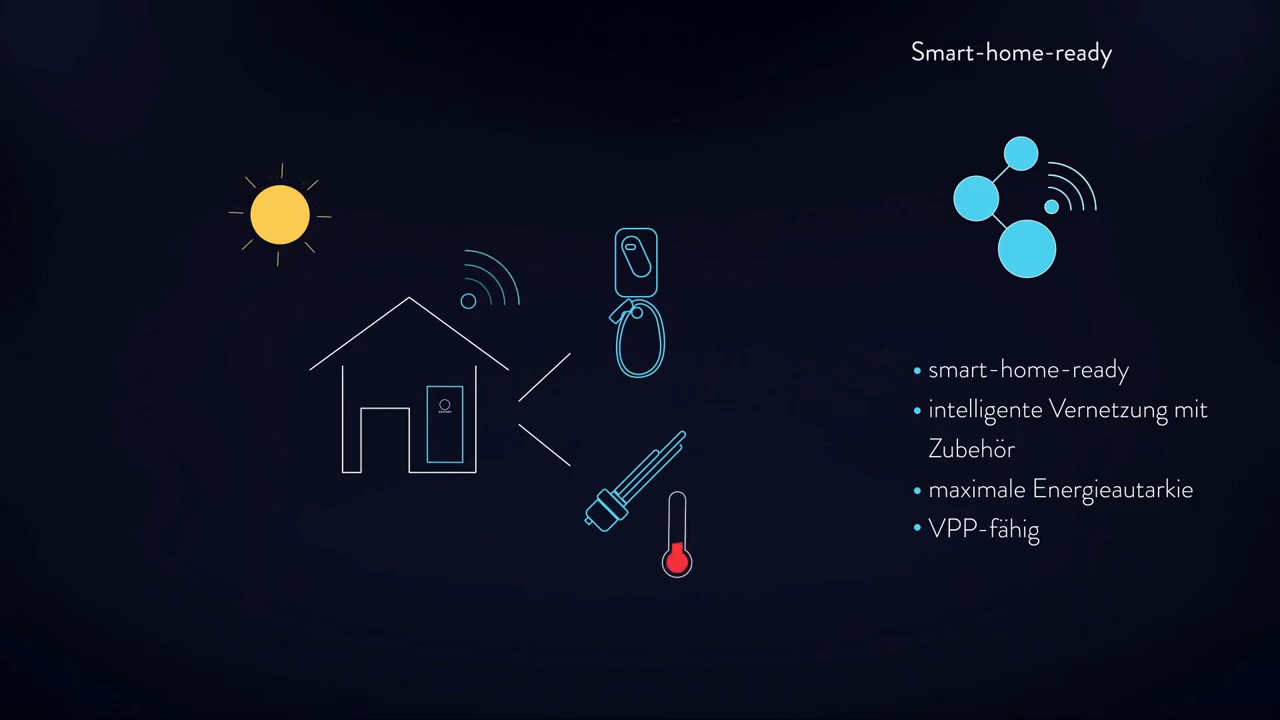 Smart-home-ready
smart-home-ready
intelligente Vernetzung mit
Zubehör
maximale Energieautarkie
VPP-fähig